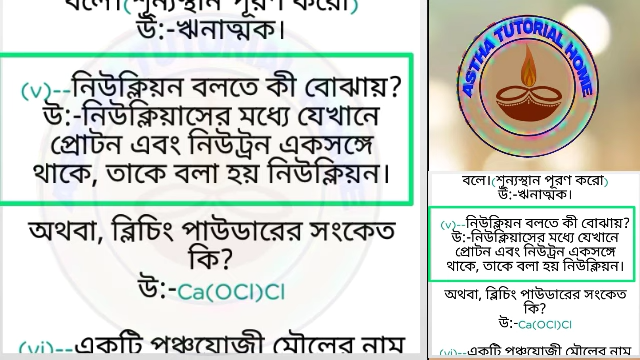 বলে।(শূন্যস্থান পূরণ করো)
উ:-ঋনাত্মক।
(v)--নিউক্লিয়ন বলতে কী বোঝায়?
উ:-নিউক্লিয়াসের মধ্যে যেখানে
প্রোটন এবং নিউট্রন একসঙ্গে
থাকে, তাকে বলা হয় নিউক্লিয়ন।
অথবা, ব্লিচিং পাউডারের সংকেত
কি?
উ:-Ca(OCl)Cl
(vi)--একটি পঞ্চযোজী মৌলের নাম
ASTHA TUTORIAL HOME
বলে।(শূন্যস্থান পূরণ করো)
উ:-ঋনাত্মক।
(v)--নিউক্লিয়ন বলতে কী বোঝায়?
উ:-নিউক্লিয়াসের মধ্যে যেখানে
প্রোটন এবং নিউট্রন একসঙ্গে
থাকে, তাকে বলা হয় নিউক্লিয়ন।
অথবা, ব্লিচিং পাউডারের সংকেত
কি?
উ:-Ca(OCl)Cl
(vi)--একটি পঞ্চযোজী মৌলের নাম